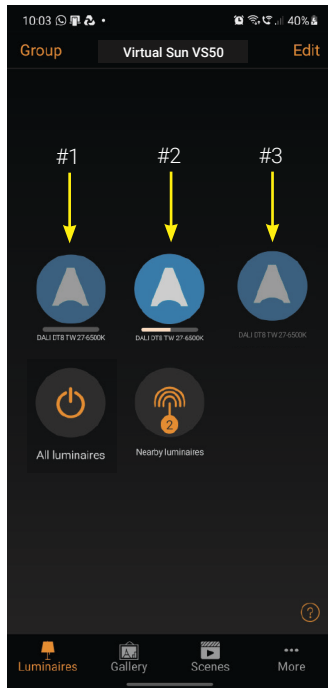 10:03 40%
Group Virtual Sun VS50 Edit
#1 #2 #3
DALI DT8 TW 27-6500K DALI DT8 TW 27-6500K DALI DT8 TW 27-6500K
2
All luminaires Nearby luminaires
?
Luminaires Gallery Scenes More